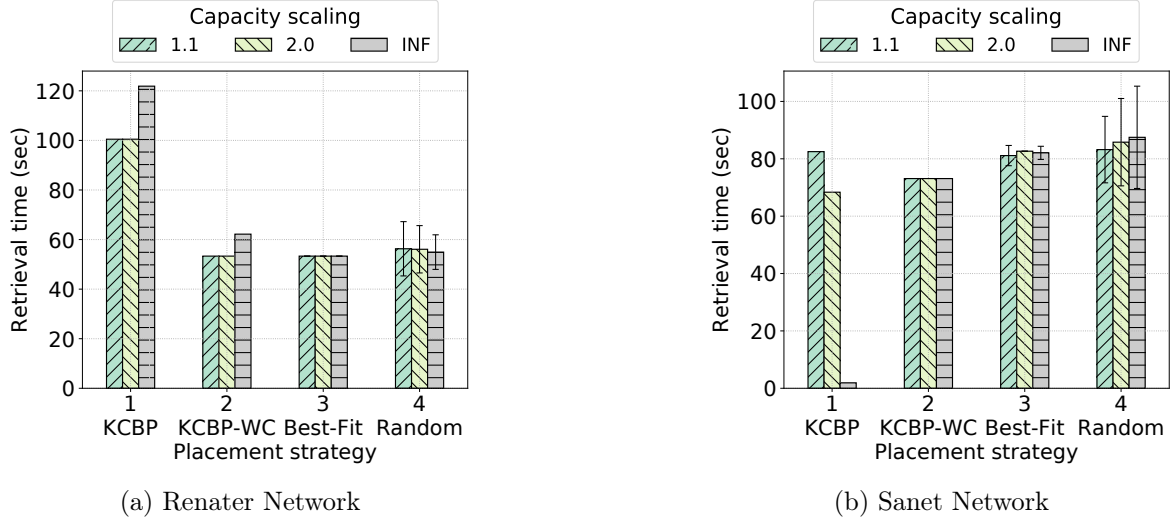 Capacity scaling
1.1 2.0 INF
Retrieval time (sec)
120
100
80
60
40
20
0
1 2 3 4
KCBP KCBP-WC Best-Fit Random
Placement strategy
(a) Renater Network
Capacity scaling
1.1 2.0 INF
Retrieval time (sec)
100
80
60
40
20
0
1 2 3 4
KCBP KCBP-WC Best-Fit Random
Placement strategy
(b) Sanet Network